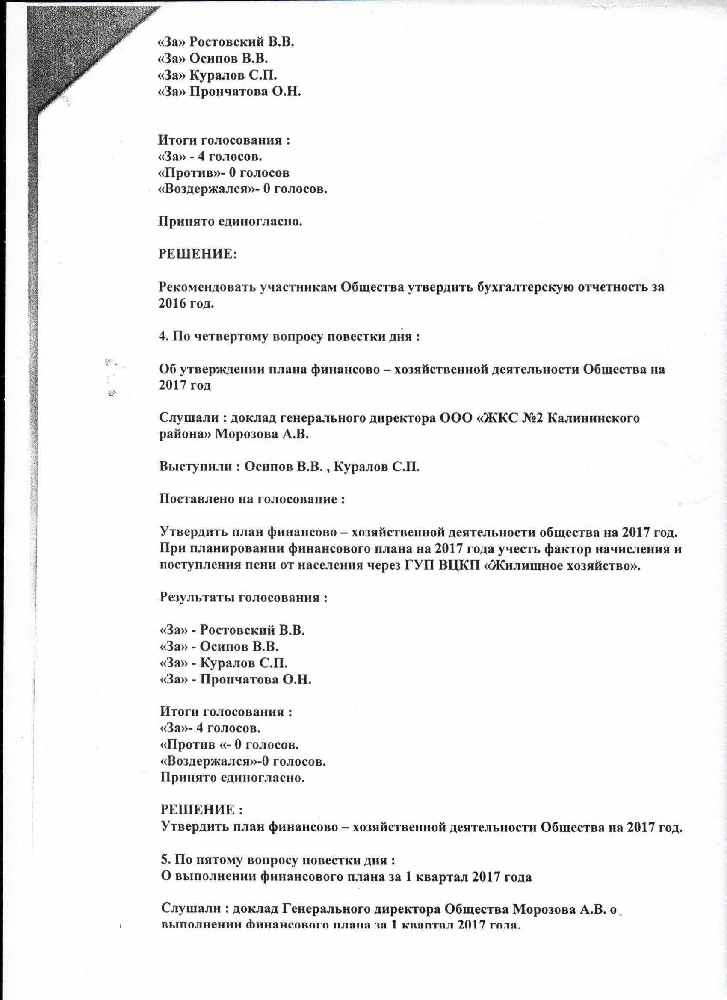 «За» Ростовский В.В.
«За» Осипов В.В.
«За» Куралов С.П.
«За» Прончатова О.Н.
Итоги голосования :
«За» - 4 голосов.
«Против»- 0 голосов
«Воздержался»- 0 голосов.
Принято единогласно.
РЕШЕНИЕ:
Рекомендовать участникам Общества утвердить бухгалтерскую отчетность за
2016 год.
4. По четвертому вопросу повестки дня :
Об утверждении плана финансово – хозяйственной деятельности Общества на
2017 год
Слушали : доклад генерального директора ООО «ЖКС №2 Калининского
района» Морозова А.В.
Выступили : Осипов В.В. , Куралов С.П.
Поставлено на голосование :
Утвердить план финансово – хозяйственной деятельности общества на 2017 год.
При планировании финансового плана на 2017 года учесть фактор начисления и
поступления пени от населения через ГУП ВЦКП «Жилищное хозяйство».
Результаты голосования :
«За» - Ростовский В.В.
«За» - Осипов В.В.
«За» - Куралов С.П.
«За» - Прончатова О.Н.
Итоги голосования :
«За»- 4 голосов.
«Против «- 0 голосов.
«Воздержался»-0 голосов.
Принято единогласно.
РЕШЕНИЕ :
Утвердить план финансово – хозяйственной деятельности Общества на 2017 год.
5. По пятому вопросу повестки дня :
О выполнении финансового плана за 1 квартал 2017 года
Слушали : доклад Генерального директора Общества Морозова А.В. о
выполнении финансового плана за 1 квартал 2017 года.